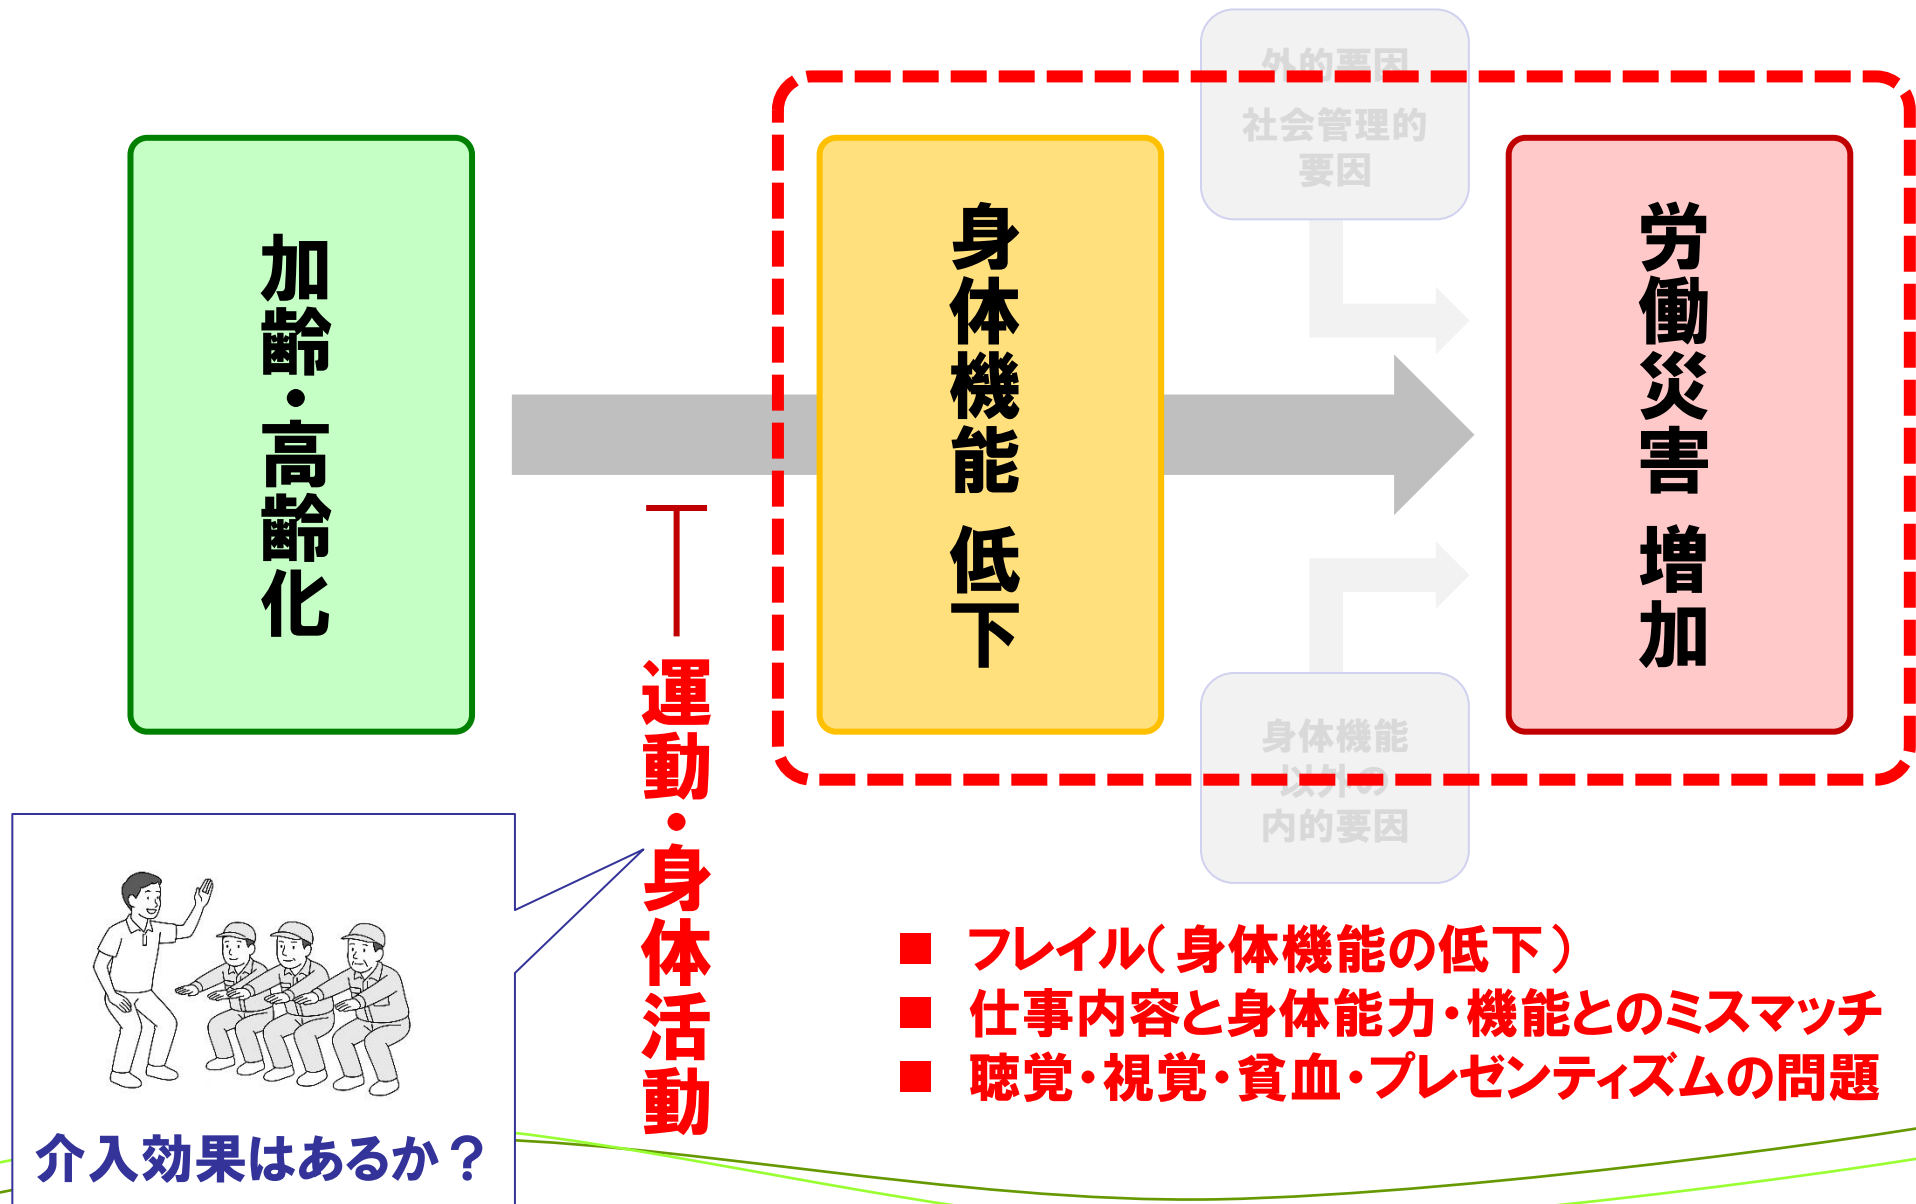 外的要因
社会管理的
要因
加齢・高齢化
身体機能 低下
労働災害 増加
運動・身体活動
身体機能
以外の
内的要因
■ フレイル(身体機能の低下)
■ 仕事内容と身体能力・機能とのミスマッチ
■ 聴覚・視覚・貧血・プレゼンティズムの問題
介入効果はあるか？